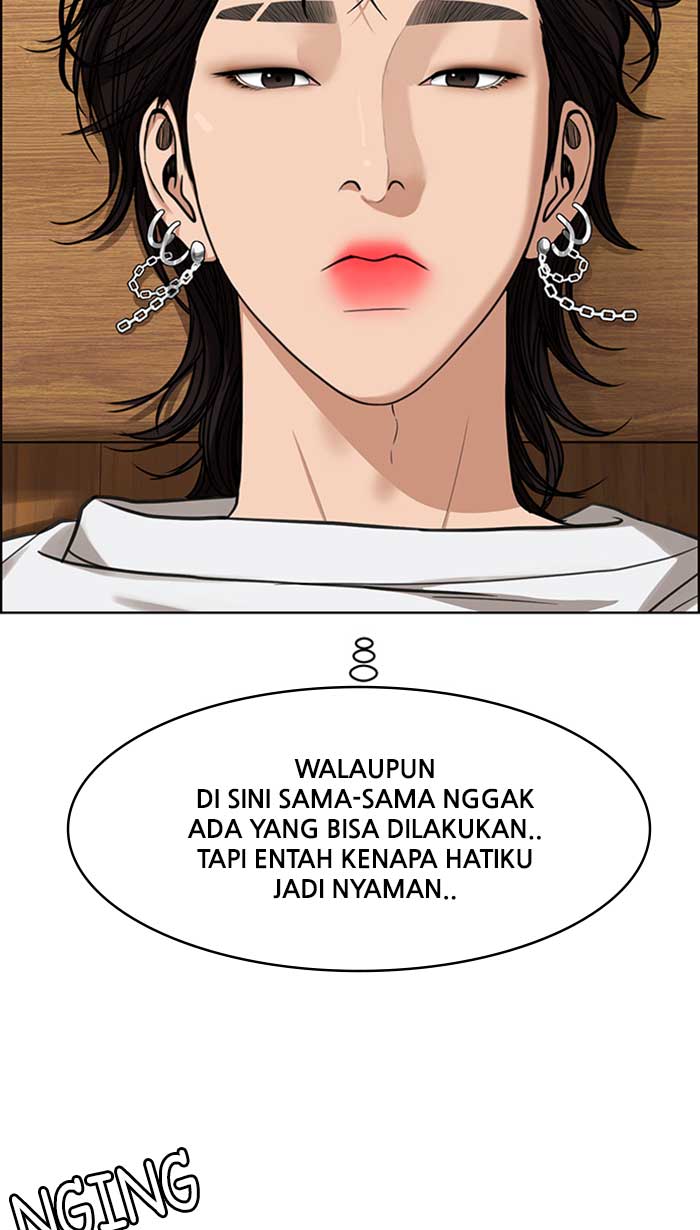 WALAUPUN
DI SINI SAMA-SAMA NGGAK
ADA YANG BISA DILAKUKAN..
TAPI ENTAH KENAPA HATIKU
JADI NYAMAN..
NGING